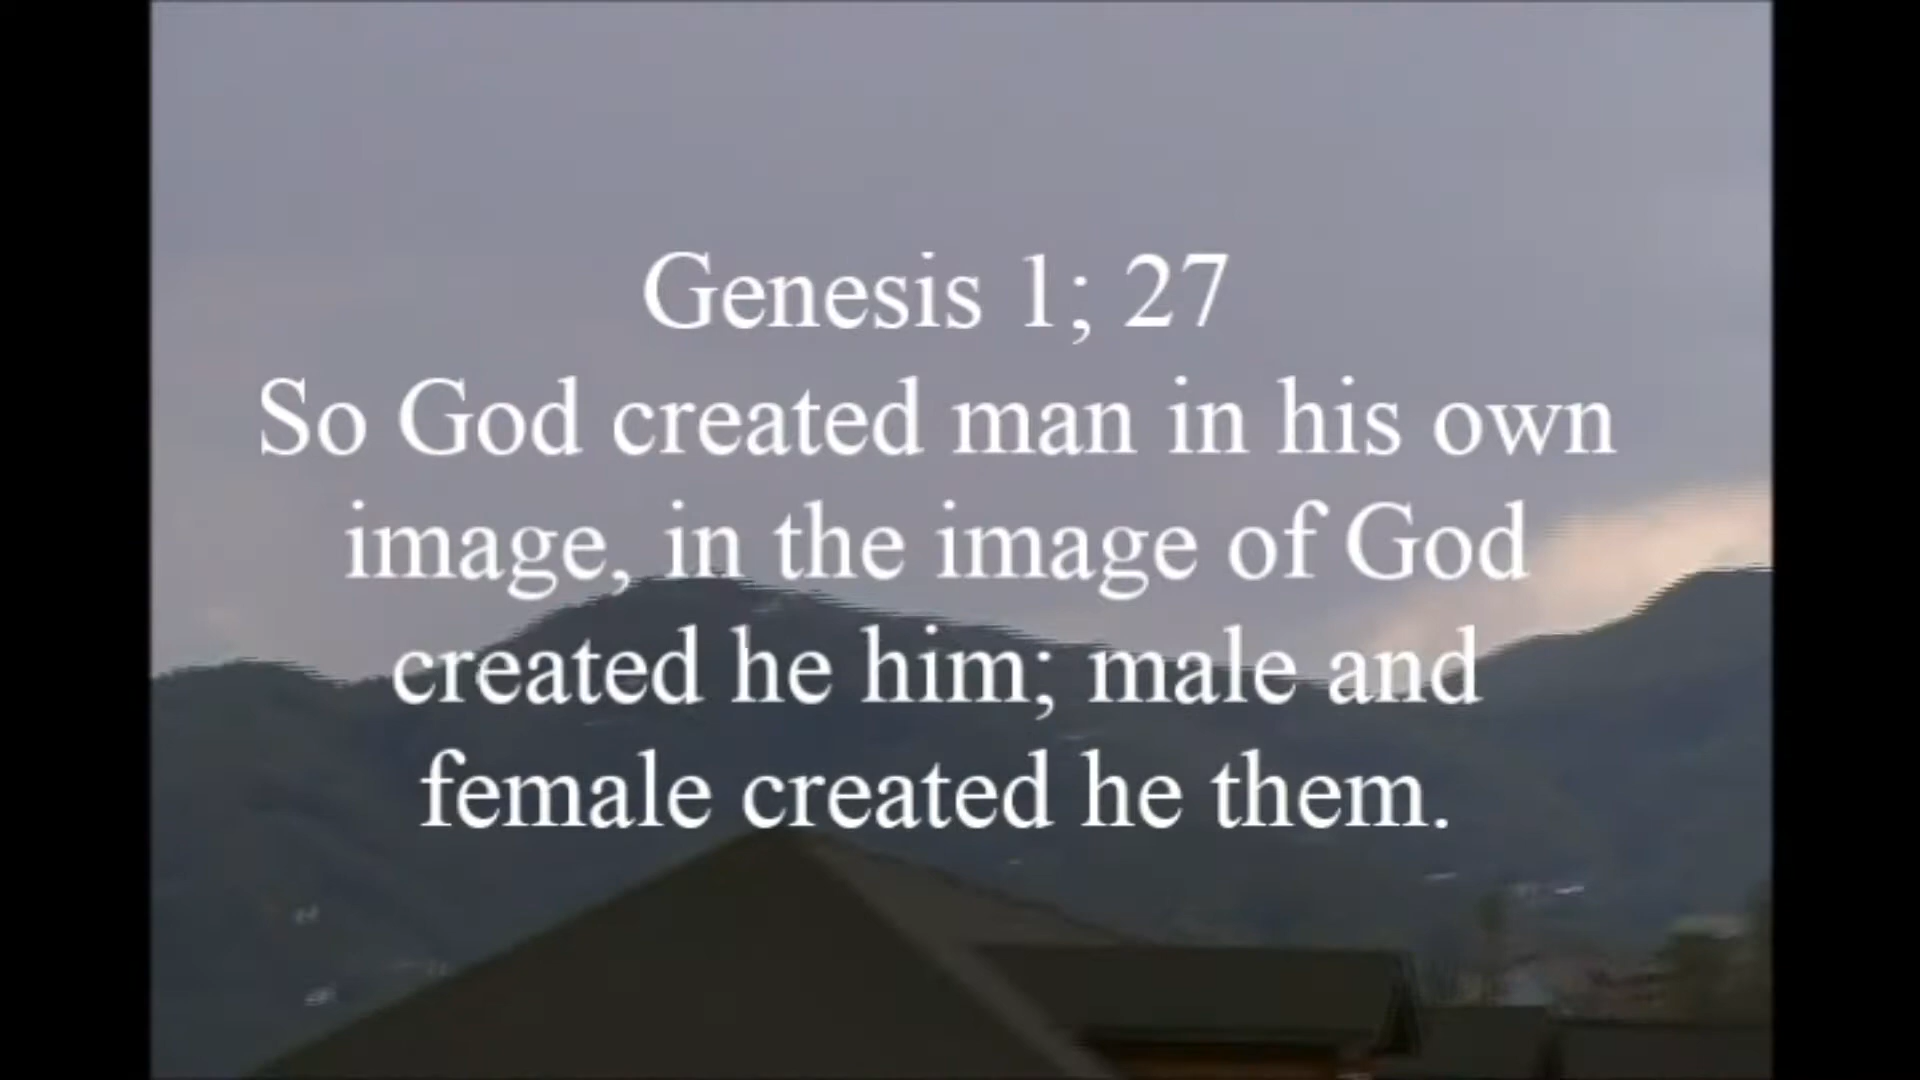 Genesis 1; 27
So God created man in his own
image, in the image of God
created he him; male and
female created he them.